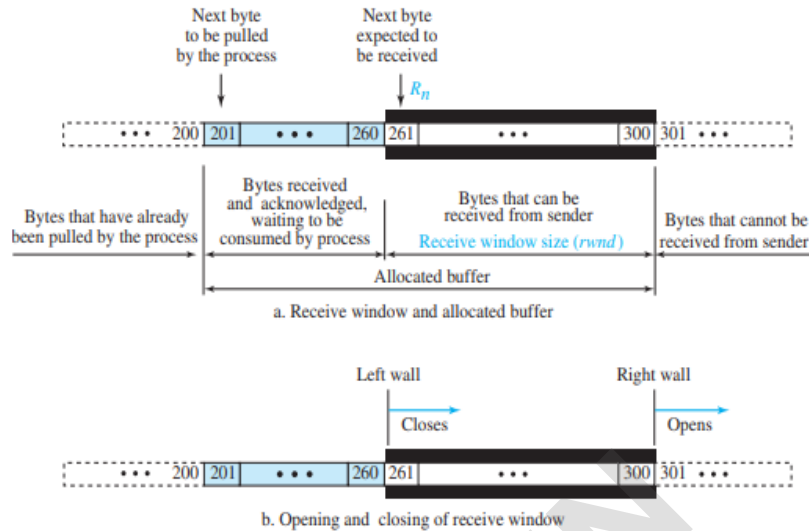 Next byte
to be pulled
by the process
Next byte
expected to
be received
Rn
••• 200 201 ••• 260 261 ••• 300 301 •••
Bytes that have already
been pulled by the process
Bytes received
and acknowledged,
waiting to be
consumed by process
Bytes that can be
received from sender
Receive window size (rwnd)
Bytes that cannot be
received from sender
Allocated buffer
a. Receive window and allocated buffer
Left wall
Right wall
Closes
Opens
••• 200 201 ••• 260 261 ••• 300 301 •••
b. Opening and closing of receive window